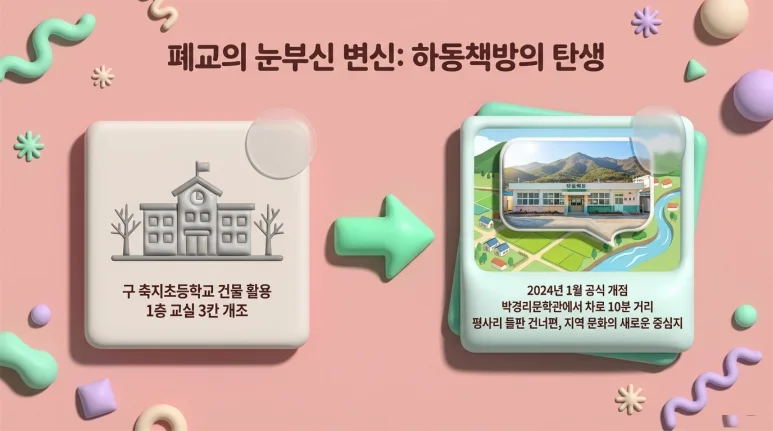 폐교의 눈부신 변신: 하동책방의 탄생
구 축지초등학교 건물 활용
1층 교실 3칸 개조
2024년 1월 공식 개점
박경리문학관에서 차로 10분 거리
평사리 들판 건너편, 지역 문화의 새로운 중심지